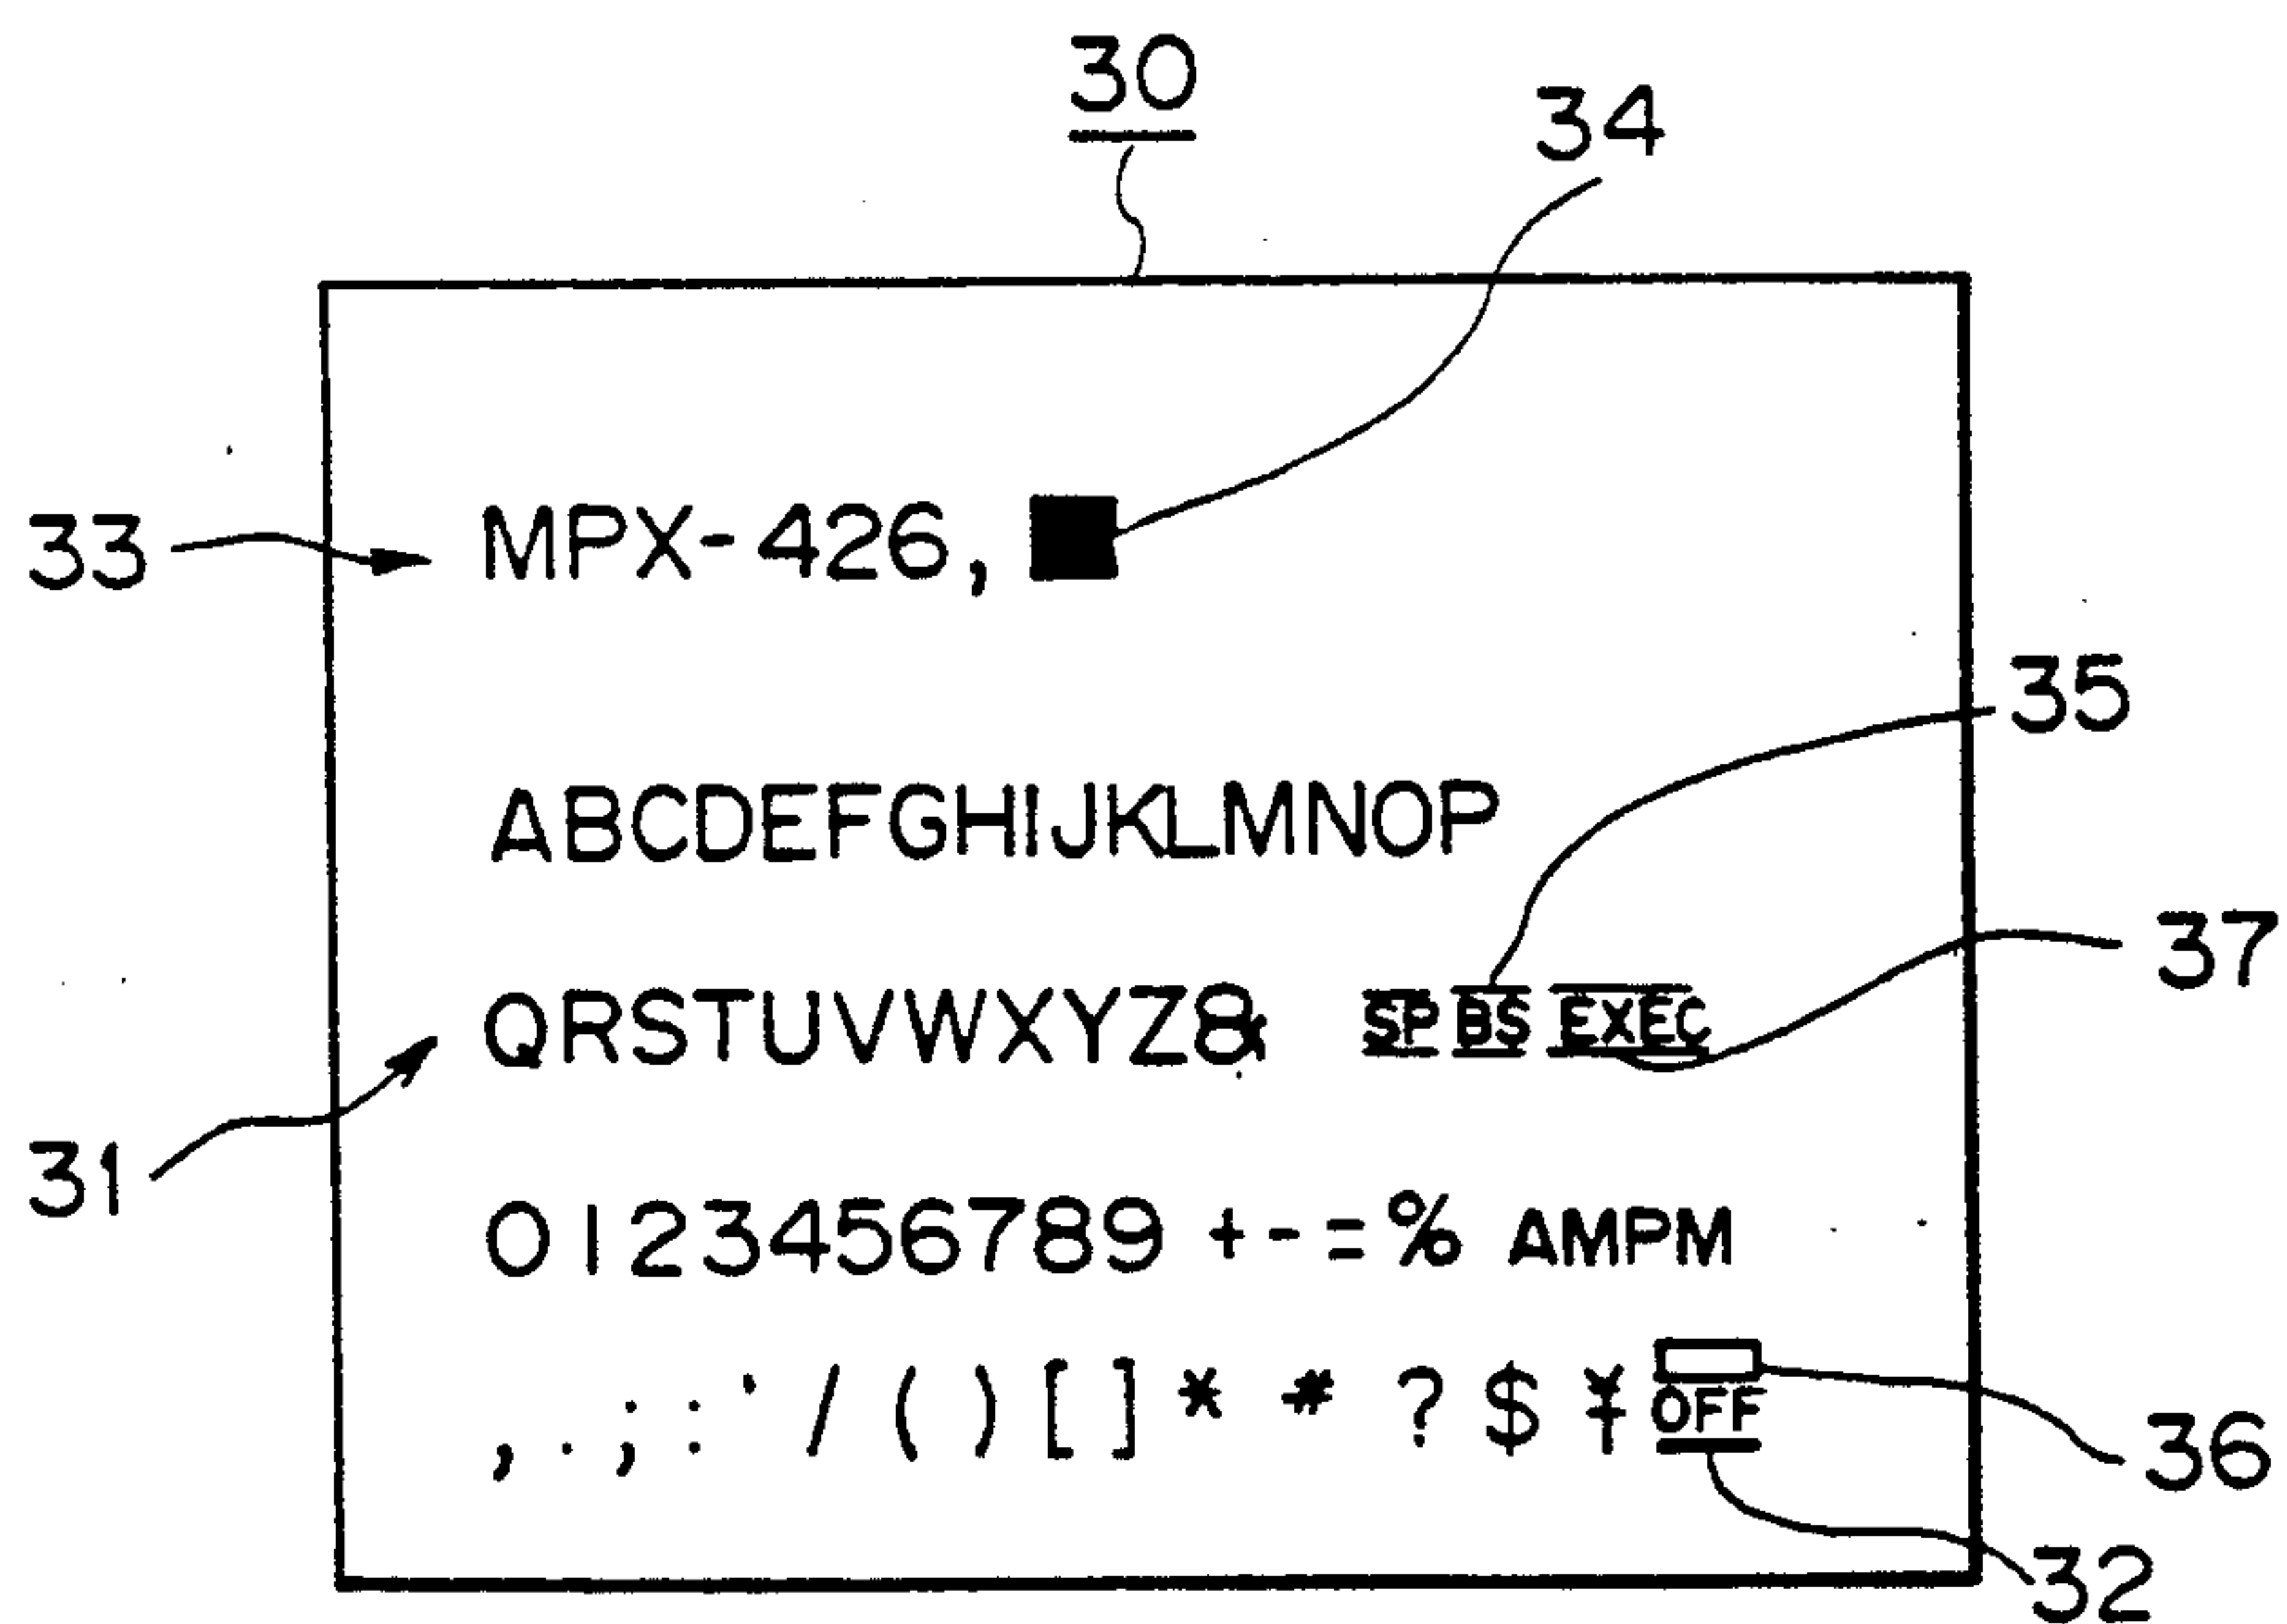 30
34
33
MPX-426,
35
ABCDEFGHIJKLMNOP
37
QRSTUVWXYZ& SP BS EXEC
31
0123456789 +-=% AMPM
, . ; : ' / ( ) [ ] * # ? $ ¥ OFF
36
32